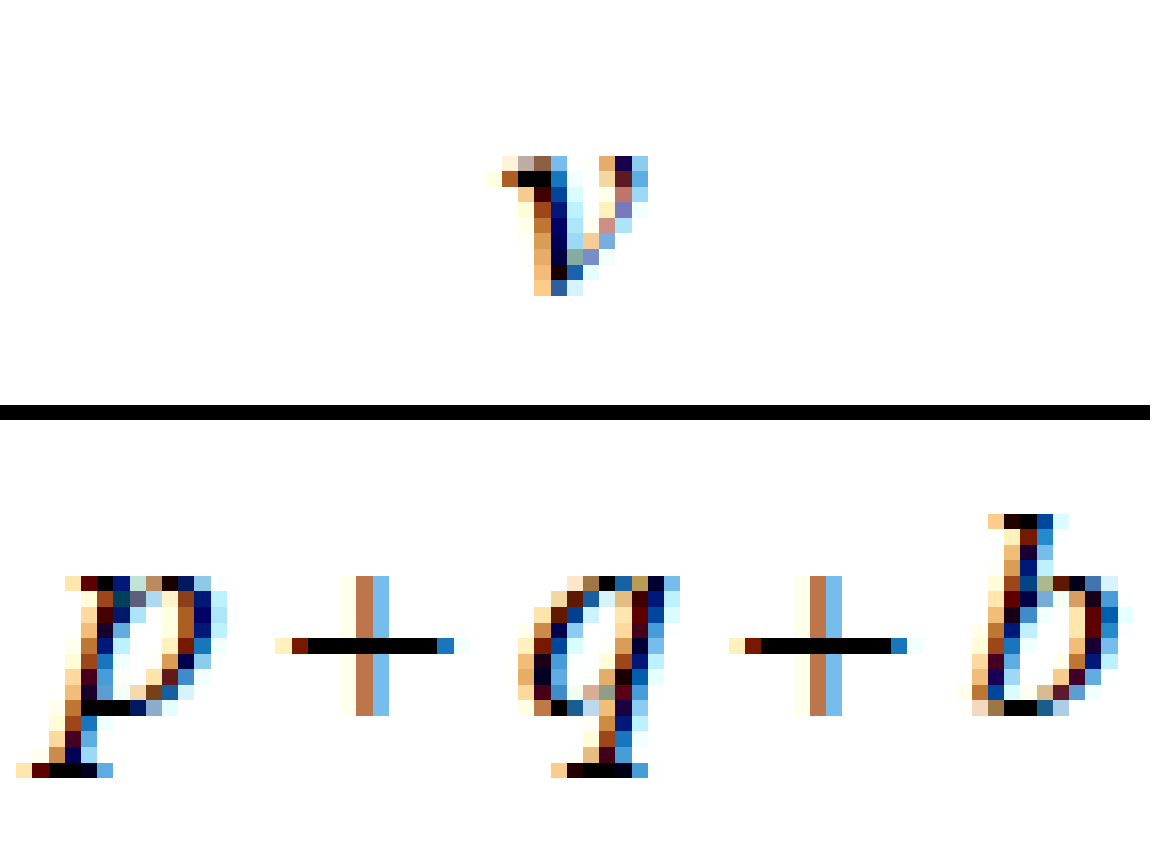 v
p + q + b